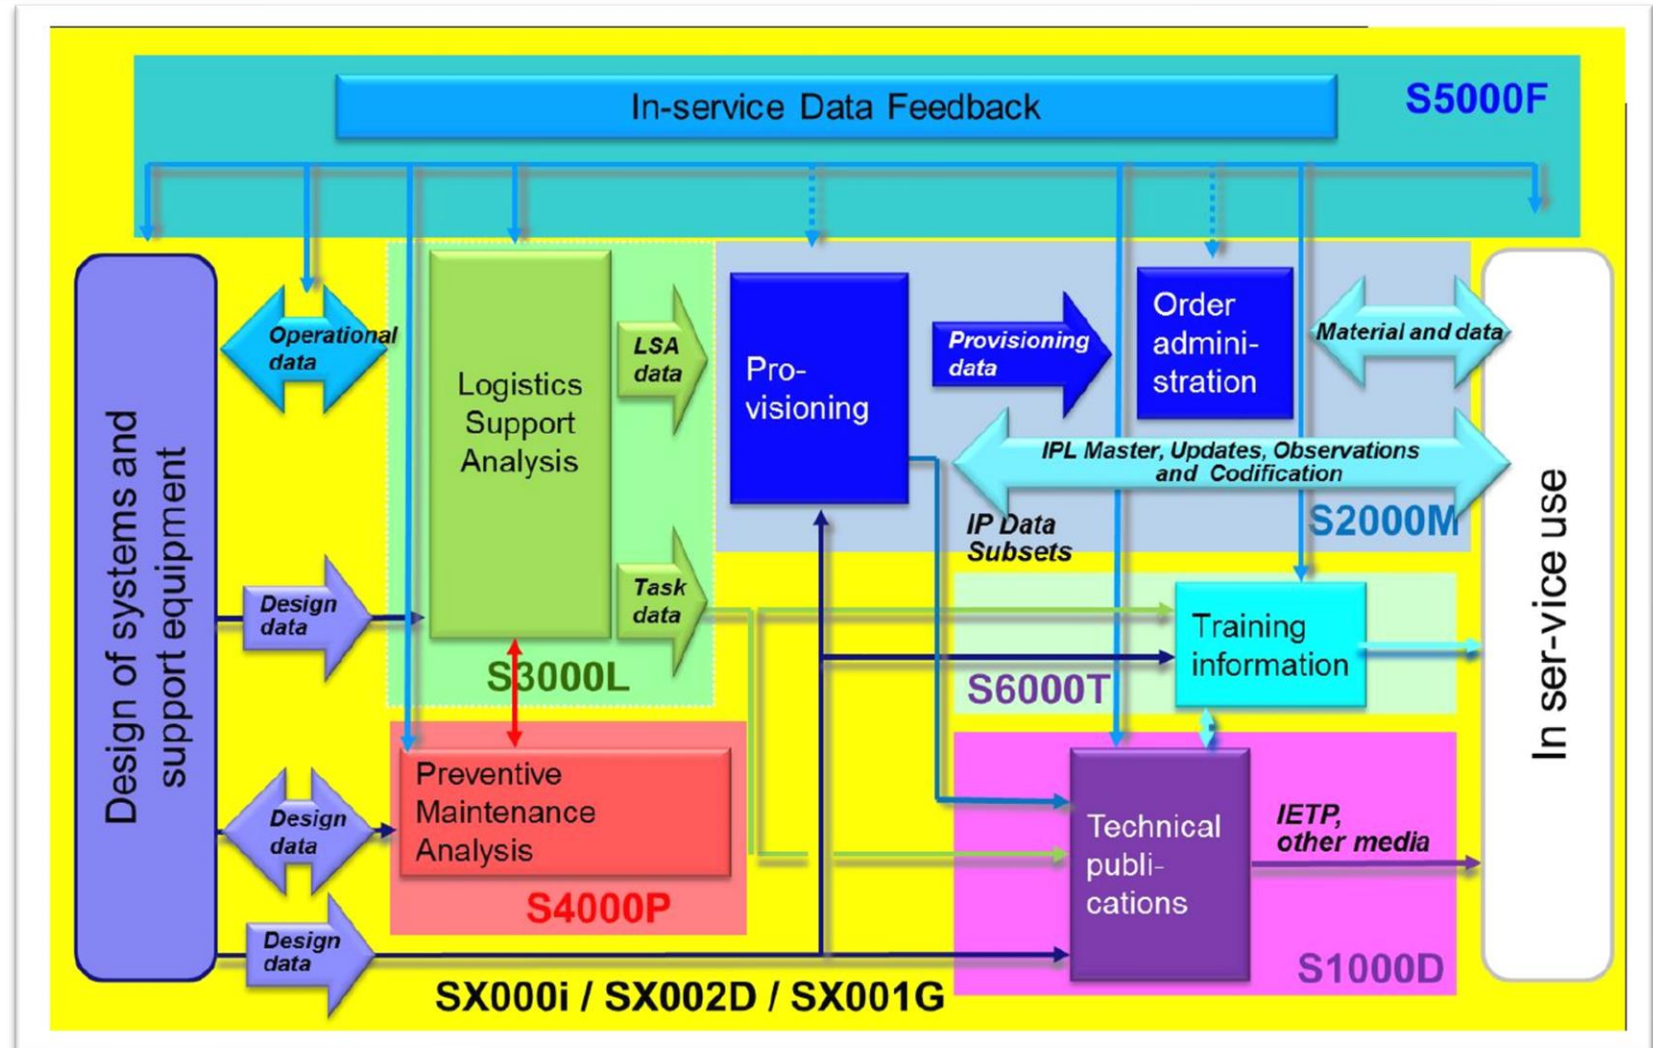 In-service Data Feedback
S5000F
Design of systems and
support equipment
Operational
data
Logistics
Support
Analysis
LSA
data
Pro-
visioning
Provisioning
data
Order
admini-
stration
Material and data
IPL Master, Updates, Observations
and Codification
S2000M
IP Data
Subsets
In ser-vice use
Design
data
Task
data
S3000L
Training
information
S6000T
Preventive
Maintenance
Analysis
Design
data
S4000P
Technical
publi-
cations
IETP,
other media
S1000D
Design
data
SX000i / SX002D / SX001G